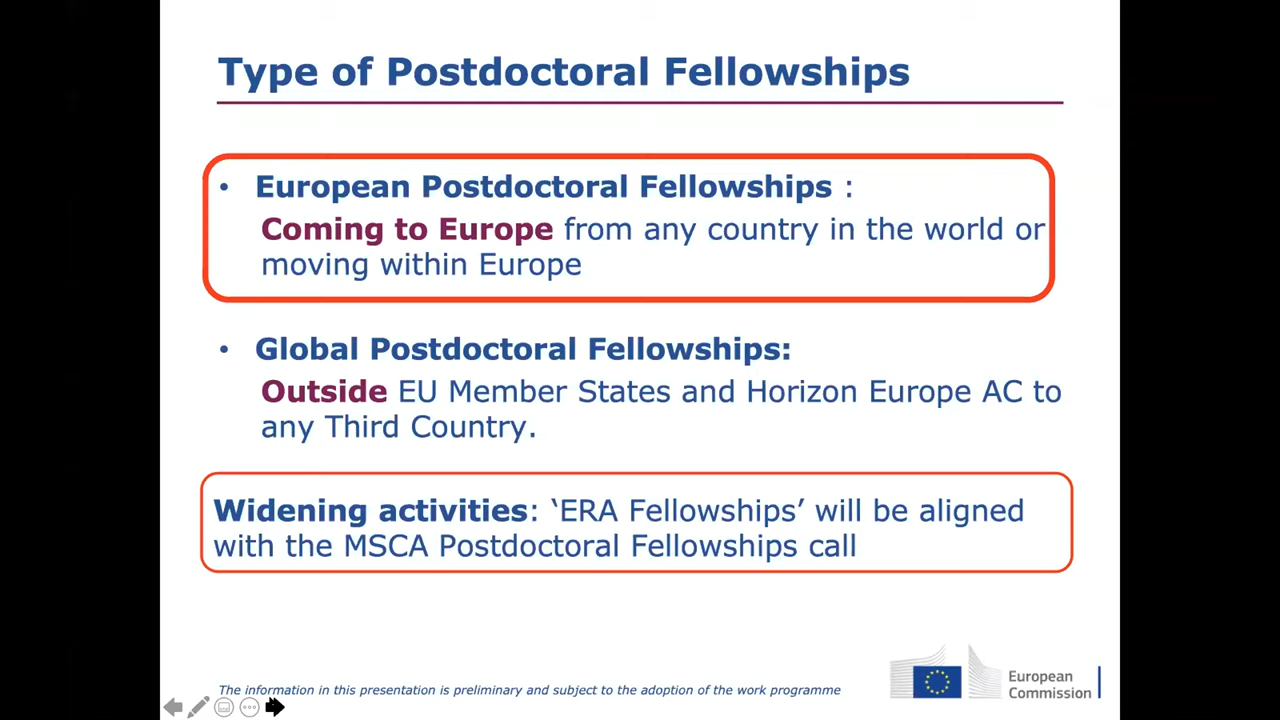 Type of Postdoctoral Fellowships
• European Postdoctoral Fellowships :
Coming to Europe from any country in the world or
moving within Europe
• Global Postdoctoral Fellowships:
Outside EU Member States and Horizon Europe AC to
any Third Country.
Widening activities: ‘ERA Fellowships’ will be aligned
with the MSCA Postdoctoral Fellowships call
The information in this presentation is preliminary and subject to the adoption of the work programme
European
Commission